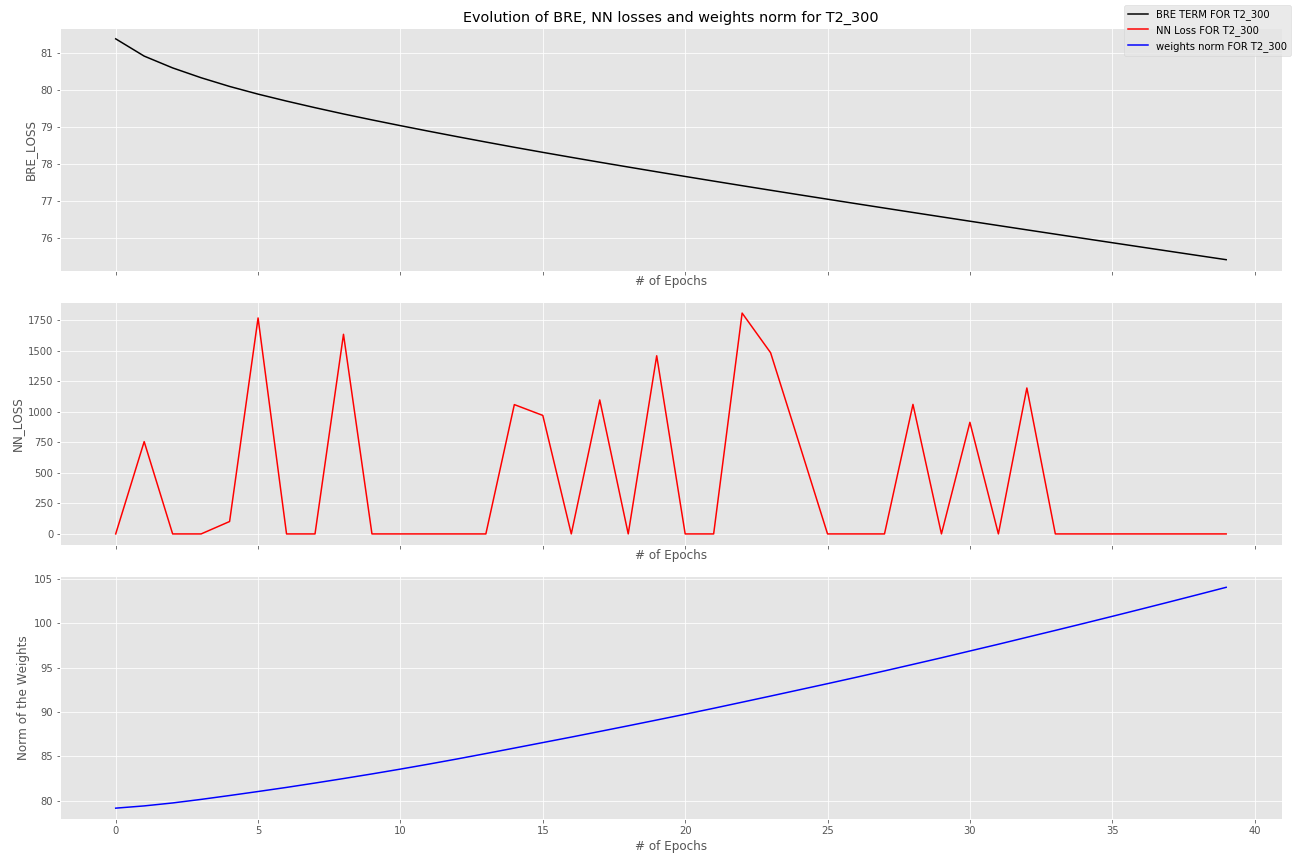 Evolution of BRE, NN losses and weights norm for T2_300
BRE TERM FOR T2_300
NN Loss FOR T2_300
weights norm FOR T2_300
81
80
79
78
77
76
BRE_LOSS
# of Epochs
1750
1500
1250
1000
750
500
250
0
NN_LOSS
# of Epochs
105
100
95
90
85
80
Norm of the Weights
0 5 10 15 20 25 30 35 40
# of Epochs